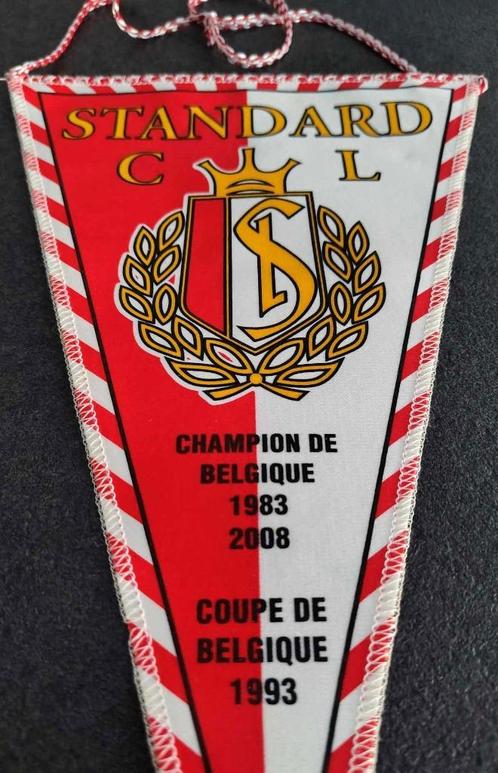 STANDARD
C L
SL
CHAMPION DE
BELGIQUE
1983
2008
COUPE DE
BELGIQUE
1993